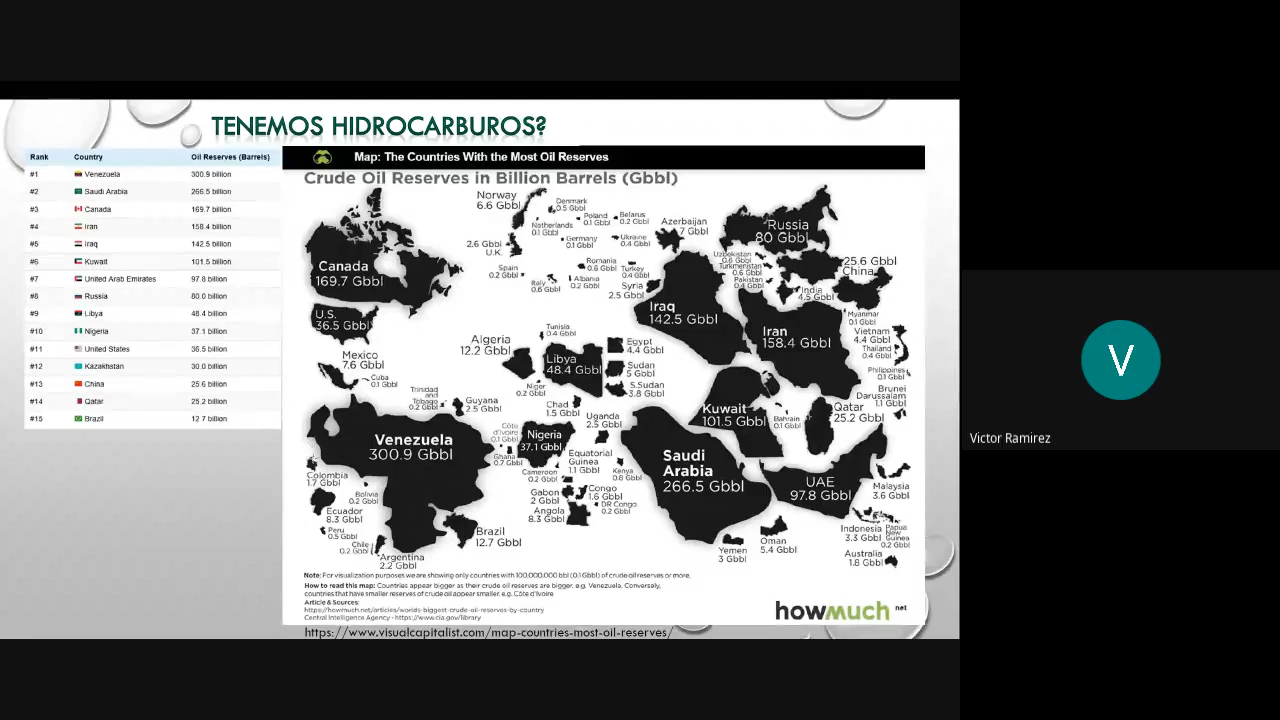 TENEMOS HIDROCARBUROS?
Rank Country Oil Reserves (Barrels)
#1 Venezuela 300.9 billion
#2 Saudi Arabia 266.5 billion
#3 Canada 169.7 billion
#4 Iran 158.4 billion
#5 Iraq 142.5 billion
#6 Kuwait 101.5 billion
#7 United Arab Emirates 97.8 billion
#8 Russia 80.0 billion
#9 Libya 48.4 billion
#10 Nigeria 37.1 billion
#11 United States 36.5 billion
#12 Kazakhstan 30.0 billion
#13 China 25.6 billion
#14 Qatar 25.2 billion
#15 Brazil 12.7 billion
Map: The Countries With the Most Oil Reserves
Crude Oil Reserves in Billion Barrels (Gbbl)
Norway
6.6 Gbbl
Denmark
0.5 Gbbl
Netherlands
0.1 Gbbl
Poland
0.1 Gbbl
Belarus
0.2 Gbbl
Germany
0.1 Gbbl
Ukraine
0.4 Gbbl
Azerbaijan
7 Gbbl
Russia
80 Gbbl
2.6 Gbbl
U.K.
Spain
0.2 Gbbl
Italy
0.6 Gbbl
Romania
0.6 Gbbl
Albania
0.2 Gbbl
Turkey
0.4 Gbbl
Syria
2.5 Gbbl
Uzbekistan
0.6 Gbbl
Turkmenistan
0.6 Gbbl
Pakistan
0.4 Gbbl
25.6 Gbbl
China
India
4.5 Gbbl
Canada
169.7 Gbbl
U.S.
36.5 Gbbl
Iraq
142.5 Gbbl
Iran
158.4 Gbbl
Myanmar
0.1 Gbbl
Vietnam
4.4 Gbbl
Thailand
0.4 Gbbl
Philippines
0.1 Gbbl
Brunei
Darussalam
1.1 Gbbl
Mexico
7.6 Gbbl
Cuba
0.1 Gbbl
Trinidad
and
Tobago
0.2 Gbbl
Guyana
2.5 Gbbl
Algeria
12.2 Gbbl
Tunisia
0.4 Gbbl
Libya
48.4 Gbbl
Egypt
4.4 Gbbl
Sudan
5 Gbbl
S.Sudan
3.8 Gbbl
Niger
0.2 Gbbl
Chad
1.5 Gbbl
Uganda
2.5 Gbbl
Kuwait
101.5 Gbbl
Bahrain
0.1 Gbbl
Qatar
25.2 Gbbl
Venezuela
300.9 Gbbl
Côte
d'Ivoire
0.1 Gbbl
Ghana
0.7 Gbbl
Nigeria
37.1 Gbbl
Cameroon
0.2 Gbbl
Equatorial
Guinea
1.1 Gbbl
Kenya
Gabon
2 Gbbl
Congo
1.6 Gbbl
DR Congo
0.2 Gbbl
Angola
8.3 Gbbl
Saudi
Arabia
266.5 Gbbl
UAE
97.8 Gbbl
Malaysia
3.6 Gbbl
Colombia
1.7 Gbbl
Bolivia
0.2 Gbbl
Ecuador
8.3 Gbbl
Peru
0.5 Gbbl
Chile
0.2 Gbbl
Argentina
2.2 Gbbl
Brazil
12.7 Gbbl
Yemen
3 Gbbl
Oman
5.4 Gbbl
Indonesia
3.3 Gbbl
Papua
New
Guinea
0.2 Gbbl
Australia
1.8 Gbbl
Note: For visualization purposes we are showing only countries with 100,000,000 bbl (0.1 Gbbl) of crude oil reserves or more.
How to read this map: Countries appear bigger as their crude oil reserves are bigger. e.g. Venezuela. Conversely,
countries that have smaller reserves of crude oil appear smaller. e.g. Côte d'Ivoire
Article & Sources:
https://howmuch.net/articles/worlds-biggest-crude-oil-reserves-by-country
Central Intelligence Agency - https://www.cia.gov/library
howmuch.net
https://www.visualcapitalist.com/map-countries-most-oil-reserves/
V
Victor Ramirez